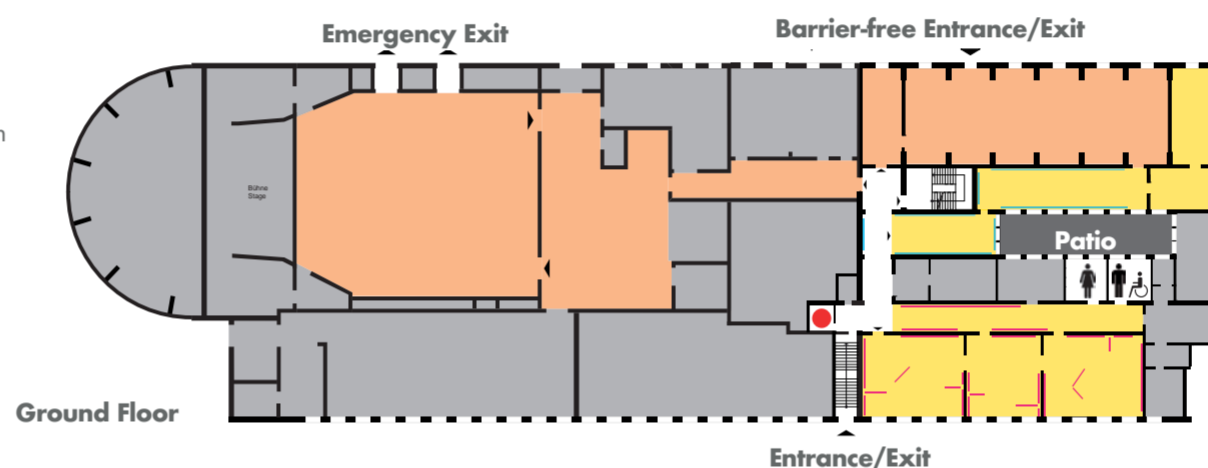 Emergency Exit
Barrier-free Entrance/Exit
n
Bühne
Stage
Patio
Ground Floor
Entrance/Exit